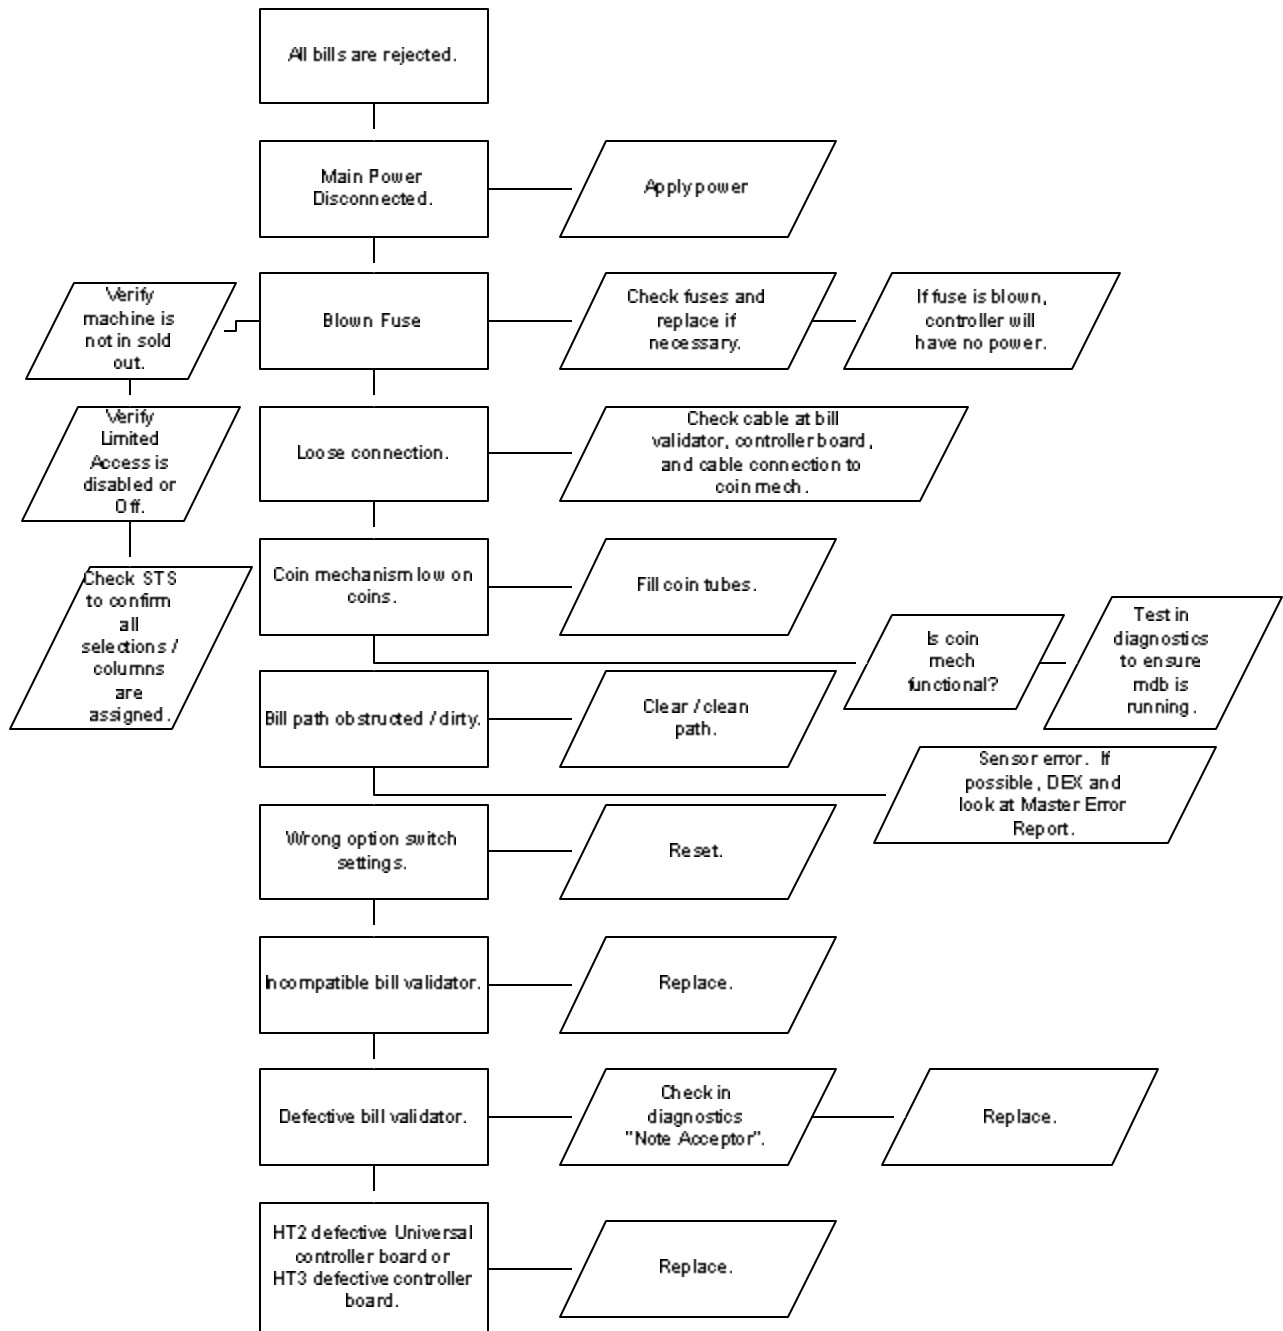 All bills are rejected.
Main Power
Disconnected.
Apply power
Verify
machine is
not in sold
out.
Blown Fuse
Check fuses and
replace if
necessary.
If fuse is blown,
controller will
have no power.
Verify
Limited
Access is
disabled or
Off.
Loose connection.
Check cable at bill
validator, controller board,
and cable connection to
coin mech.
Check STS
to confirm
all
selections /
columns
are
assigned.
Coin mechanism low on
coins.
Fill coin tubes.
Is coin
mech
functional?
Test in
diagnostics
to ensure
mdb is
running.
Bill path obstructed / dirty.
Clear / clean
path.
Sensor error. If
possible, DEX and
look at Master Error
Report.
Wrong option switch
settings.
Reset.
Incompatible bill validator.
Replace.
Defective bill validator.
Check in
diagnostics
"Note Acceptor".
Replace.
HT2 defective Universal
controller board or
HT3 defective controller
board.
Replace.